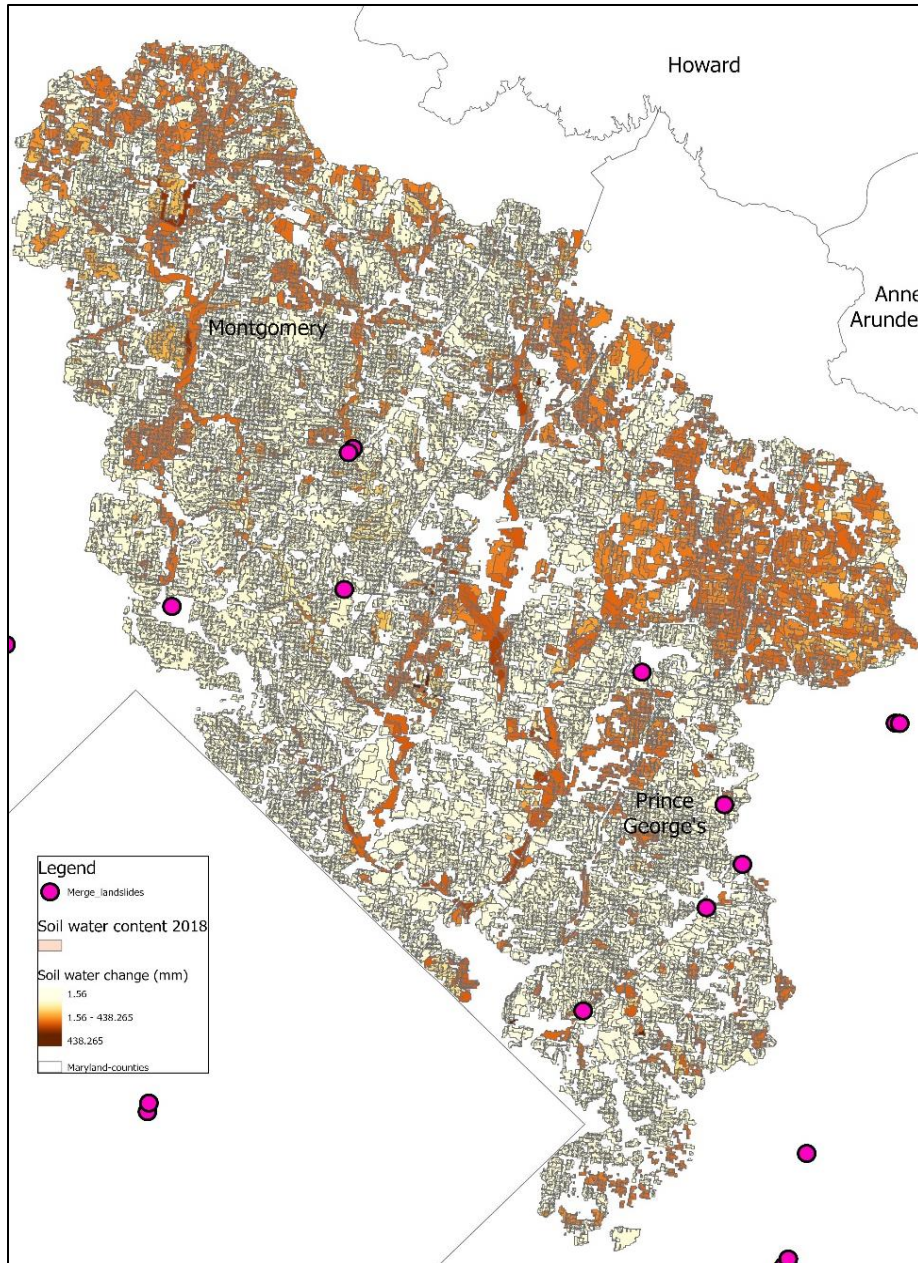 Howard
Anne
Arunde
Montgomery
Prince
George's
Legend
Merge_landslides
Soil water content 2018
Soil water change (mm)
1.56
1.56 - 438.265
438.265
Maryland-counties